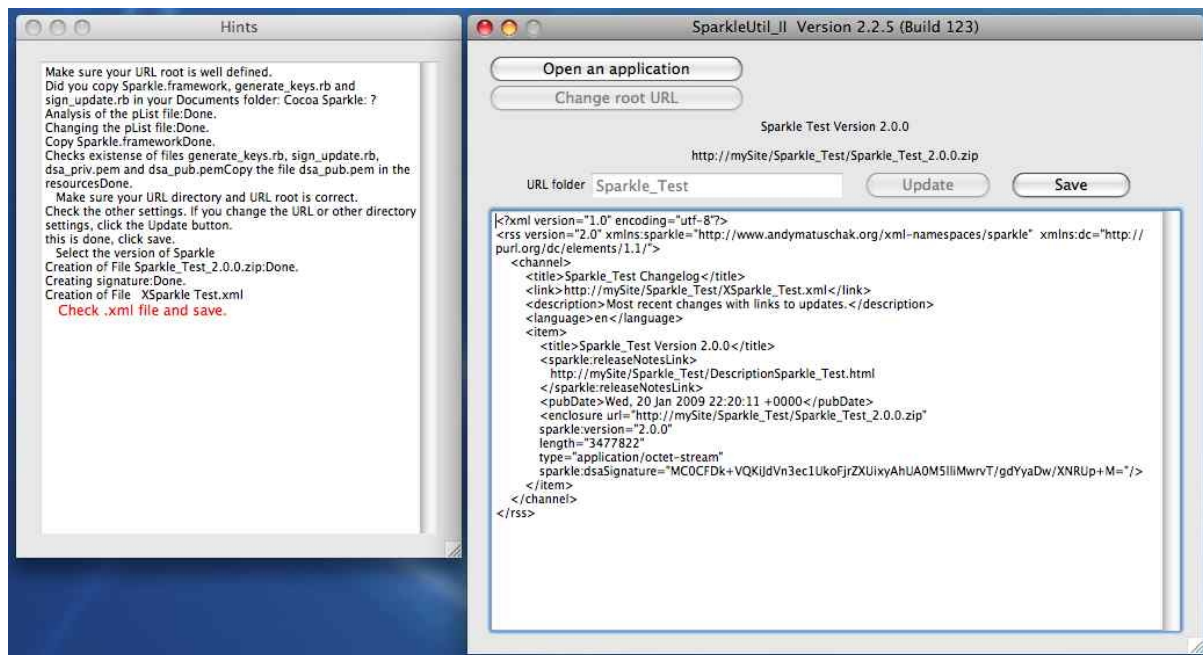 Hints
Make sure your URL root is well defined.
Did you copy Sparkle.framework, generate_keys.rb and
sign_update.rb in your Documents folder: Cocoa Sparkle: ?
Analysis of the pList file:Done.
Changing the pList file:Done.
Copy Sparkle.frameworkDone.
Checks existense of files generate_keys.rb, sign_update.rb,
dsa_priv.pem and dsa_pub.pemCopy the file dsa_pub.pem in the
resourcesDone.
Make sure your URL directory and URL root is correct.
Check the other settings. If you change the URL or other directory
settings, click the Update button.
this is done, click save.
Select the version of Sparkle
Creation of File Sparkle_Test_2.0.0.zip:Done.
Creating signature:Done.
Creation of File   XSparkle Test.xml
Check .xml file and save.
SparkleUtil_II Version 2.2.5 (Build 123)
Open an application
Change root URL
Sparkle Test Version 2.0.0
http://mySite/Sparkle_Test/Sparkle_Test_2.0.0.zip
URL folder Sparkle_Test Update Save
<?xml version="1.0" encoding="utf-8"?>
<rss version="2.0" xmlns:sparkle="http://www.andymatuschak.org/xml-namespaces/sparkle" xmlns:dc="http://
purl.org/dc/elements/1.1/">
<channel>
<title>Sparkle_Test Changelog</title>
<link>http://mySite/Sparkle_Test/XSparkle_Test.xml</link>
<description>Most recent changes with links to updates.</description>
<language>en</language>
<item>
<title>Sparkle_Test Version 2.0.0</title>
<sparkle:releaseNotesLink>
http://mySite/Sparkle_Test/DescriptionSparkle_Test.html
</sparkle:releaseNotesLink>
<pubDate>Wed, 20 Jan 2009 22:20:11 +0000</pubDate>
<enclosure url="http://mySite/Sparkle_Test/Sparkle_Test_2.0.0.zip"
sparkle:version="2.0.0"
length="3477822"
type="application/octet-stream"
sparkle:dsaSignature=
</item>
</channel>
</rss>